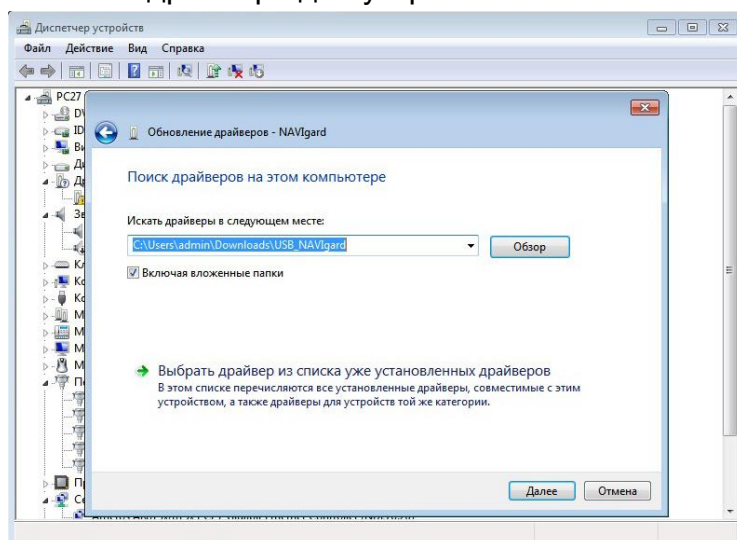 Диспетчер устройств
Файл Действие Вид Справка
PC27
Обновление драйверов - NAVIgard
Поиск драйверов на этом компьютере
Искать драйверы в следующем месте:
C:\Users\admin\Downloads\USB_NAVIgard
Обзор
Включая вложенные папки
Выбрать драйвер из списка уже установленных драйверов
В этом списке перечисляются все установленные драйверы, совместимые с этим
устройством, а также драйверы для устройств той же категории.
Далее Отмена